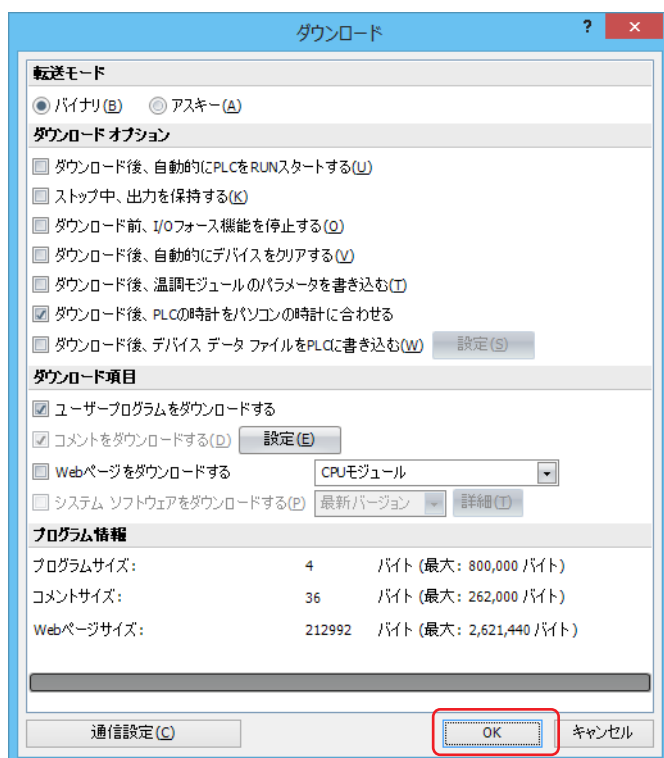 ダウンロード ?
転送モード
バイナリ(B) アスキー(A)
ダウンロード オプション
ダウンロード後、自動的にPLCをRUNスタートする(U)
ストップ中、出力を保持する(K)
ダウンロード前、I/Oフォース機能を停止する(O)
ダウンロード後、自動的にデバイスをクリアする(V)
ダウンロード後、温調モジュールのパラメータを書き込む(T)
ダウンロード後、PLCの時計をパソコンの時計に合わせる
ダウンロード後、デバイス データ ファイルをPLCに書き込む(W) 設定(S)
ダウンロード項目
ユーザープログラムをダウンロードする
コメントをダウンロードする(D) 設定(E)
Webページをダウンロードする CPUモジュール
システム ソフトウェアをダウンロードする(P) 最新バージョン 詳細(T)
プログラム情報
プログラムサイズ: 4 バイト (最大: 800,000 バイト)
コメントサイズ: 36 バイト (最大: 262,000 バイト)
Webページサイズ: 212992 バイト (最大: 2,621,440 バイト)
通信設定(C) OK キャンセル